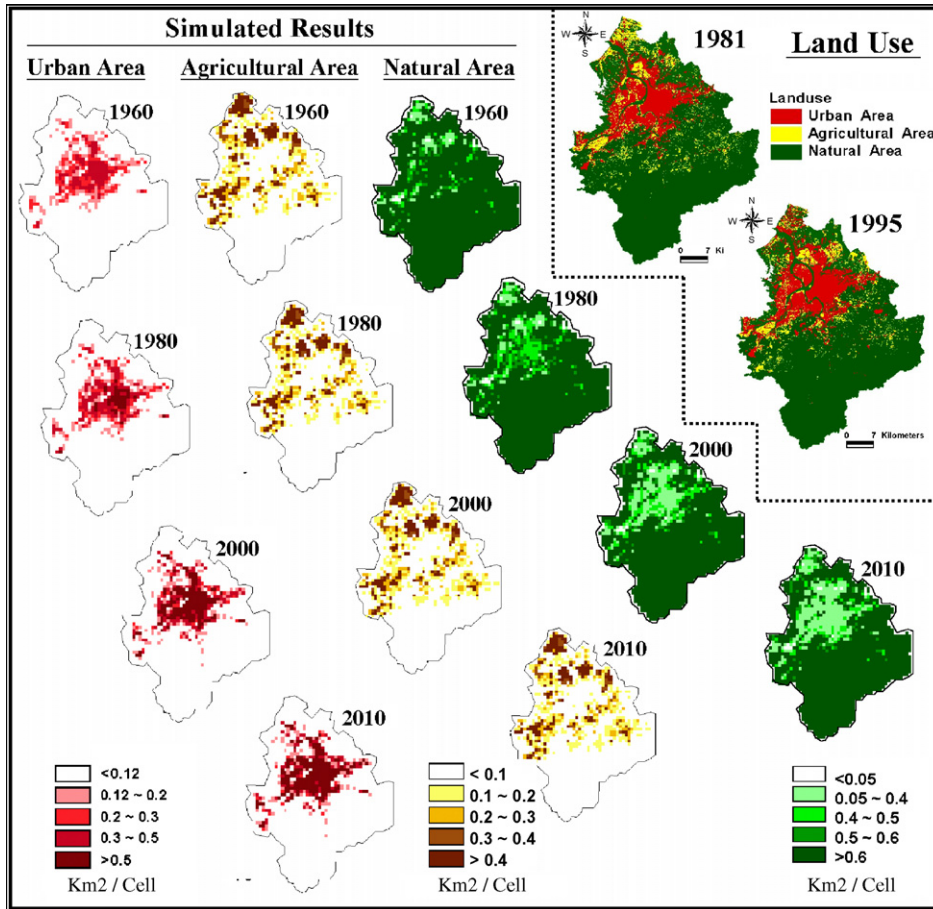 Simulated Results
Urban Area
Agricultural Area
Natural Area
1960
1960
1960
1980
1980
1980
2000
2000
2000
2010
2010
2010
Land Use
1981
N
W E
S
Landuse
Urban Area
Agricultural Area
Natural Area
0 7 Ki
1995
N
W E
S
0 7 Kilometers
<0.12
0.12 ~ 0.2
0.2 ~ 0.3
0.3 ~ 0.5
>0.5
Km2 / Cell
< 0.1
0.1 ~ 0.2
0.2 ~ 0.3
0.3 ~ 0.4
> 0.4
Km2 / Cell
<0.05
0.05 ~ 0.4
0.4 ~ 0.5
0.5 ~ 0.6
>0.6
Km2 / Cell